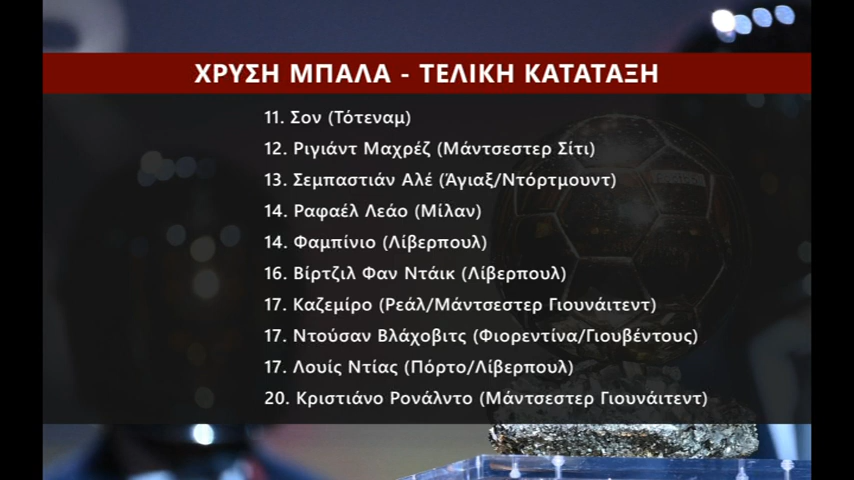 ΧΡΥΣΗ ΜΠΑΛΑ - ΤΕΛΙΚΗ ΚΑΤΑΤΑΞΗ
11. Σον (Τότεναμ)
12. Ριγιάντ Μαχρέζ (Μάντσεστερ Σίτι)
13. Σεμπαστιάν Αλέ (Άγιαξ/Ντόρτμουντ)
14. Ραφαέλ Λεάο (Μίλαν)
14. Φαμπίνιο (Λίβερπουλ)
16. Βίρτζιλ Φαν Ντάικ (Λίβερπουλ)
17. Καζεμίρο (Ρεάλ/Μάντσεστερ Γιουνάιτεντ)
17. Ντούσαν Βλάχοβιτς (Φιορεντίνα/Γιουβέντους)
17. Λουίς Ντίας (Πόρτο/Λίβερπουλ)
20. Κριστιάνο Ρονάλντο (Μάντσεστερ Γιουνάιτεντ)